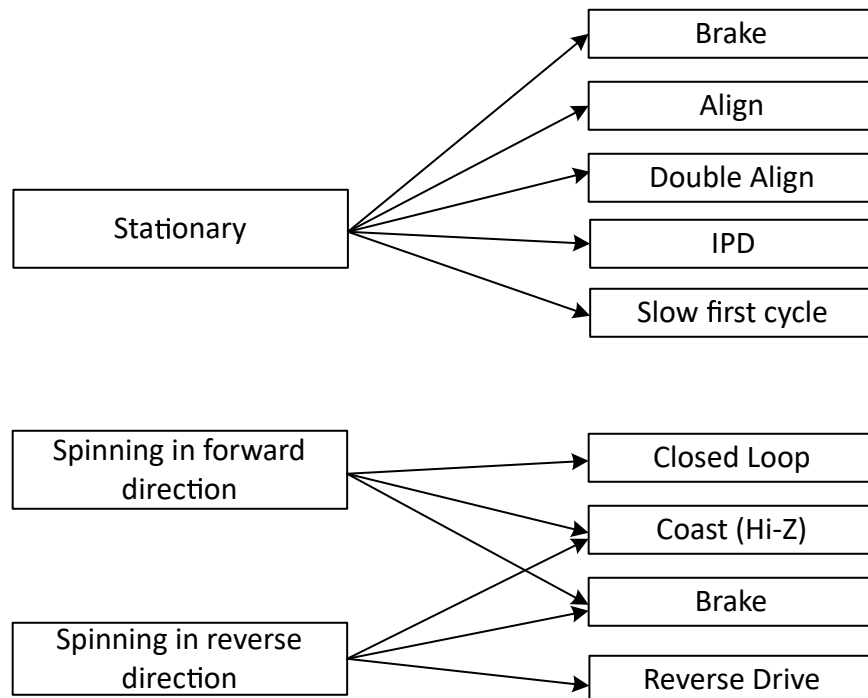 Brake
Align
Double Align
Stationary
IPD
Slow first cycle
Spinning in forward
direction
Closed Loop
Coast (Hi-Z)
Brake
Spinning in reverse
direction
Reverse Drive